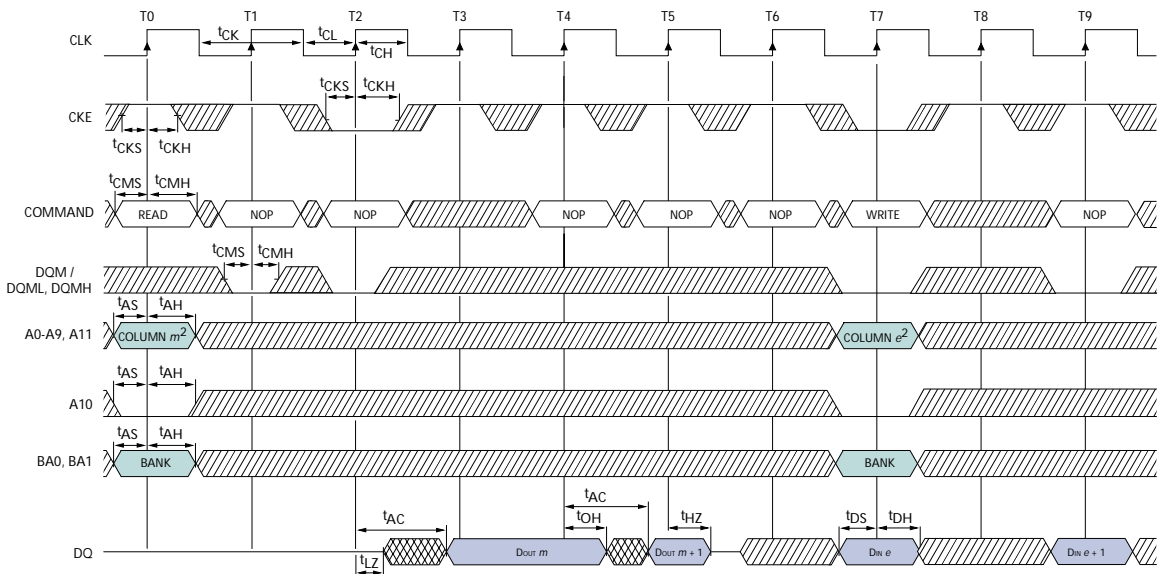 T0 T1 T2 T3 T4 T5 T6 T7 T8 T9
CLK
tCK tCL
tCH
tCKS tCKH
CKE
tCKS tCKH
tCMS tCMH
COMMAND READ NOP NOP NOP NOP NOP WRITE NOP
tCMS tCMH
DQM /
DQML, DQMH
tAS tAH
A0-A9, A11 COLUMN m2 COLUMN e2
tAS tAH
A10
tAS tAH
BA0, BA1 BANK BANK
tAC tAC
tOH tHZ tDS tDH
DQ DOUT m DOUT m + 1 DIN e DIN e + 1
tLZ